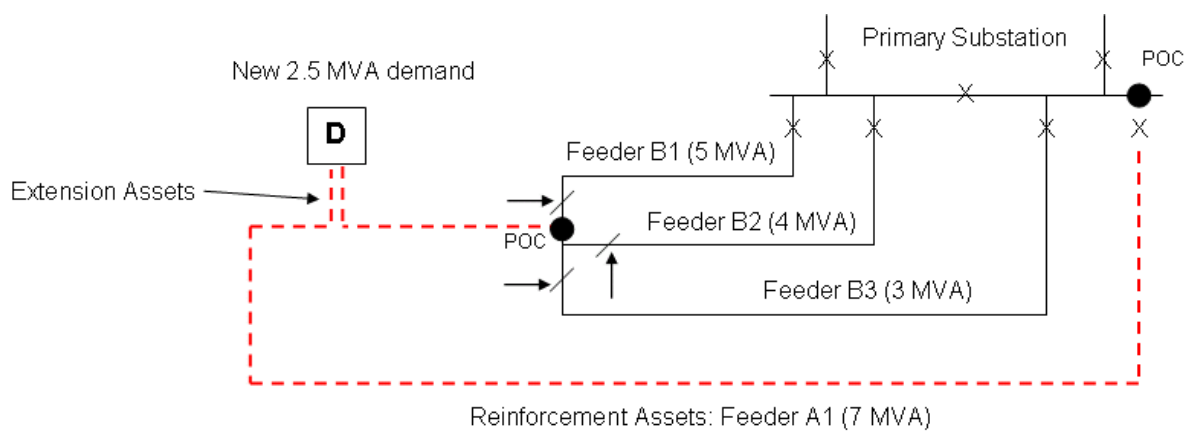 Primary Substation
POC
New 2.5 MVA demand
D
Feeder B1 (5 MVA)
Extension Assets
Feeder B2 (4 MVA)
POC
Feeder B3 (3 MVA)
Reinforcement Assets: Feeder A1 (7 MVA)